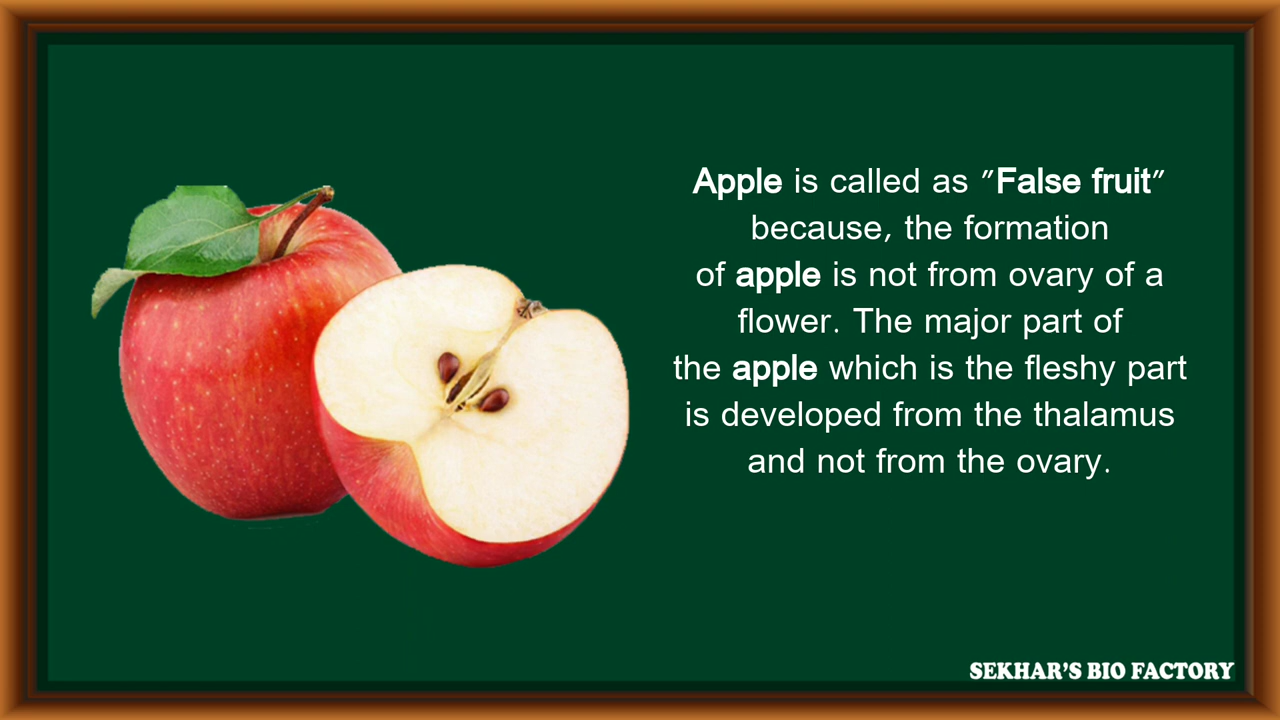 Apple is called as "False fruit"
because, the formation
of apple is not from ovary of a
flower. The major part of
the apple which is the fleshy part
is developed from the thalamus
and not from the ovary.
SEKHAR'S BIO FACTORY